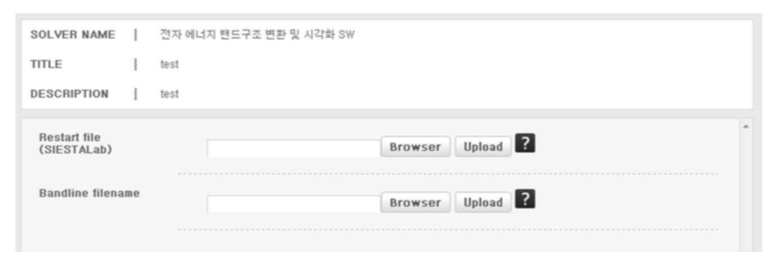 SOLVER NAME | 전자 에너지 밴드구조 변환 및 시각화 SW
TITLE | test
DESCRIPTION | test
Restart file
(SIESTALab) Browser Upload ?
Bandline filename Browser Upload ?